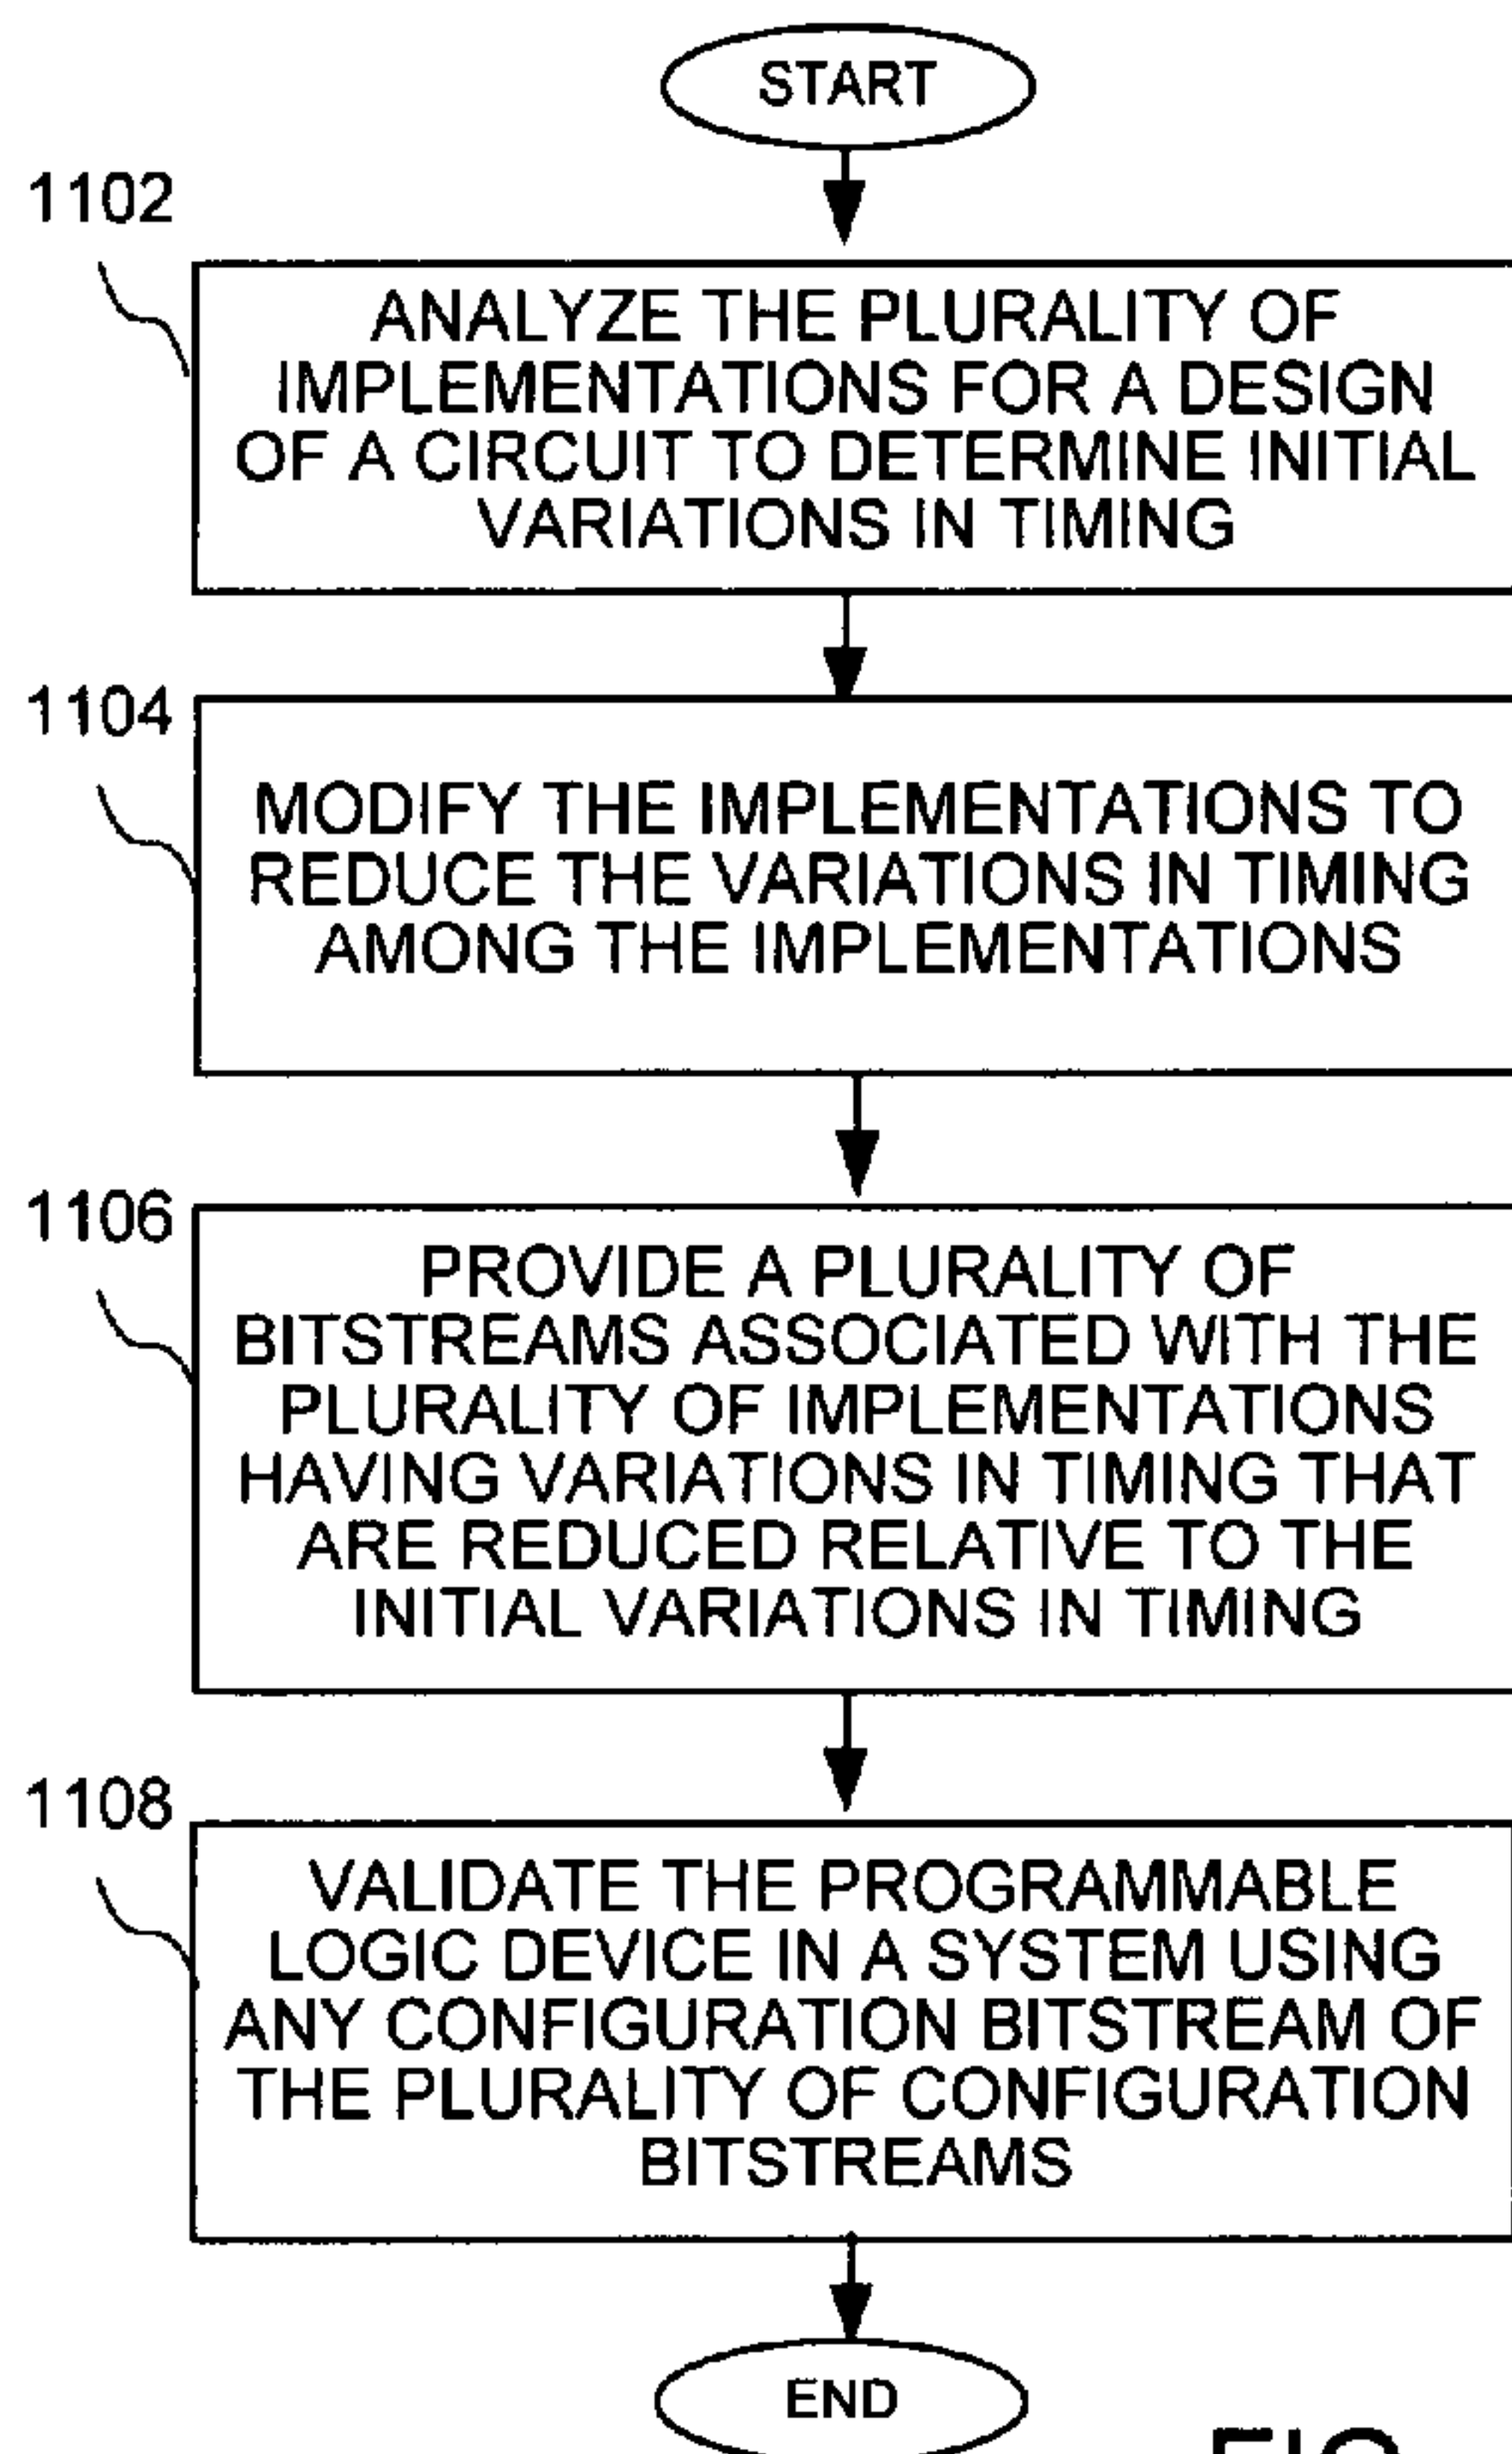 START
1102
ANALYZE THE PLURALITY OF
IMPLEMENTATIONS FOR A DESIGN
OF A CIRCUIT TO DETERMINE INITIAL
VARIATIONS IN TIMING
1104
MODIFY THE IMPLEMENTATIONS TO
REDUCE THE VARIATIONS IN TIMING
AMONG THE IMPLEMENTATIONS
1106
PROVIDE A PLURALITY OF
BITSTREAMS ASSOCIATED WITH THE
PLURALITY OF IMPLEMENTATIONS
HAVING VARIATIONS IN TIMING THAT
ARE REDUCED RELATIVE TO THE
INITIAL VARIATIONS IN TIMING
1108
VALIDATE THE PROGRAMMABLE
LOGIC DEVICE IN A SYSTEM USING
ANY CONFIGURATION BITSTREAM OF
THE PLURALITY OF CONFIGURATION
BITSTREAMS
END